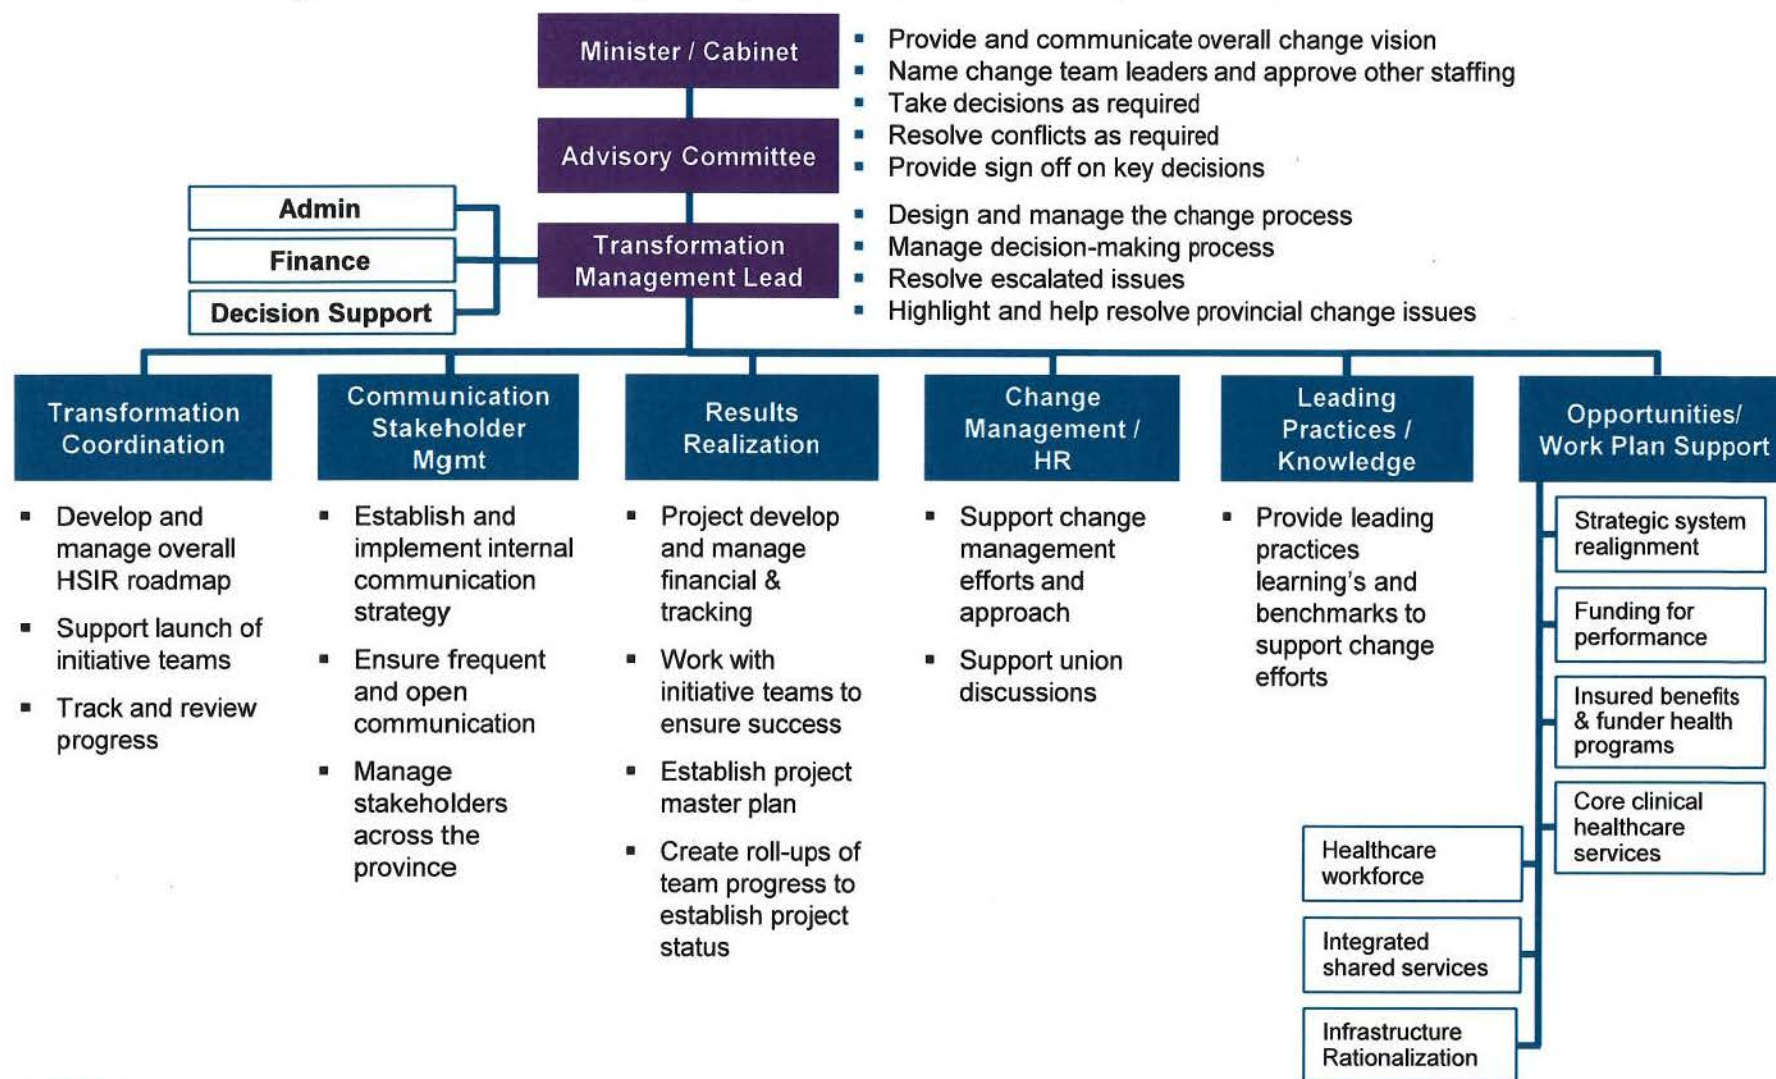 Minister / Cabinet
▪ Provide and communicate overall change vision
▪ Name change team leaders and approve other staffing
▪ Take decisions as required
▪ Resolve conflicts as required
▪ Provide sign off on key decisions
Advisory Committee
Admin
Finance
Decision Support
Transformation
Management Lead
▪ Design and manage the change process
▪ Manage decision-making process
▪ Resolve escalated issues
▪ Highlight and help resolve provincial change issues
Transformation
Coordination
▪ Develop and
manage overall
HSIR roadmap
▪ Support launch of
initiative teams
▪ Track and review
progress
Communication
Stakeholder
Mgmt
▪ Establish and
implement internal
communication
strategy
▪ Ensure frequent
and open
communication
▪ Manage
stakeholders
across the
province
Results
Realization
▪ Project develop
and manage
financial &
tracking
▪ Work with
initiative teams to
ensure success
▪ Establish project
master plan
▪ Create roll-ups of
team progress to
establish project
status
Change
Management /
HR
▪ Support change
management
efforts and
approach
▪ Support union
discussions
Leading
Practices /
Knowledge
▪ Provide leading
practices
learning's and
benchmarks to
support change
efforts
Opportunities/
Work Plan Support
Strategic system
realignment
Funding for
performance
Insured benefits
& funder health
programs
Core clinical
healthcare
services
Healthcare
workforce
Integrated
shared services
Infrastructure
Rationalization